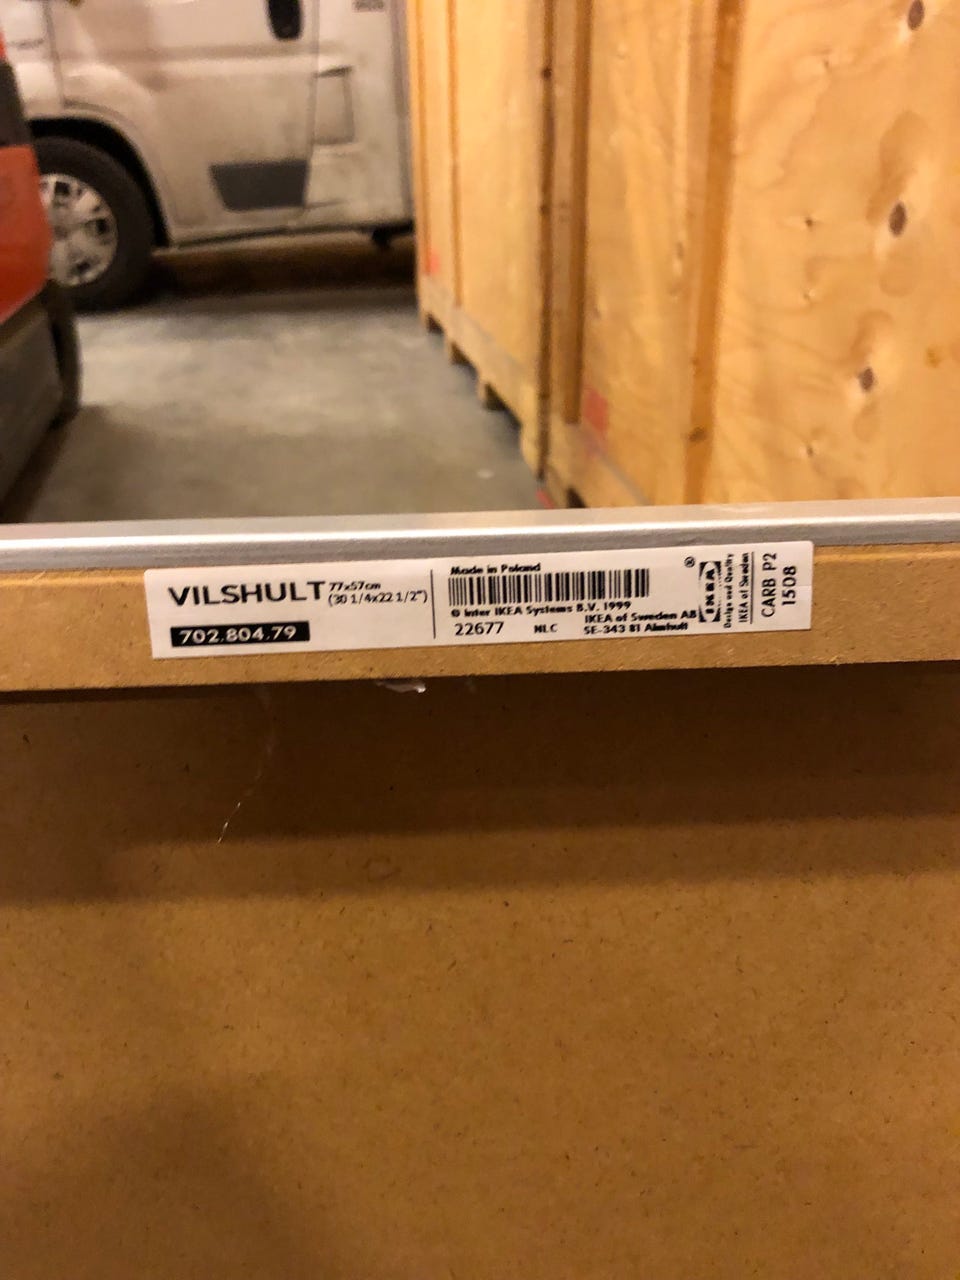 VILSHULT 77x57cm
(30 1/4x22 1/2")
702.804.79
Made in Poland
© Inter IKEA Systems B.V. 1999
22677 NLC
IKEA of Sweden AB
SE-343 81 Älmhult
®
IKEA
Design and Quality
IKEA of Sweden
CARB P2
1508